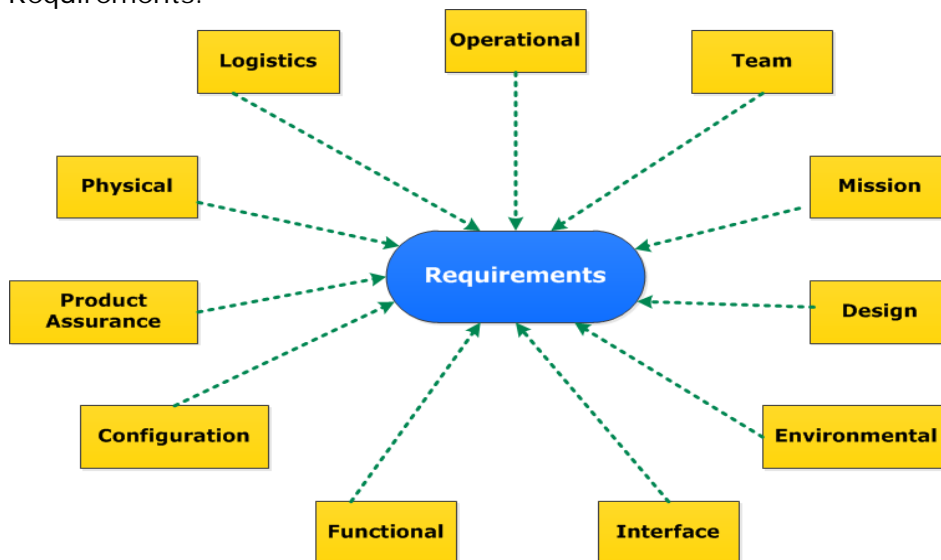 Requirements.
Operational
Logistics
Team
Physical
Mission
Requirements
Product
Assurance
Design
Configuration
Environmental
Functional
Interface